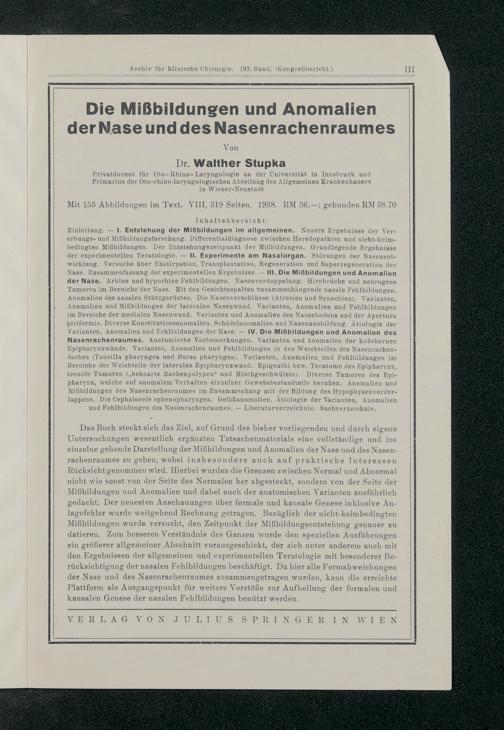 Archiv für klinische Chirurgie. 193. Band. (Kongreßbericht.) III
Die Mißbildungen und Anomalien
der Nase und des Nasenrachenraumes
Von
Dr. Walther Stupka
Privatdozent für Oto-Rhino-Laryngologie an der Universität in Innsbruck und
Primarius der Oto-rhino-laryngologischen Abteilung des Allgemeinen Krankenhauses
in Wiener-Neustadt
Mit 153 Abbildungen im Text. VIII, 319 Seiten. 1938. RM 36.—; gebunden RM 38.70
Inhaltsübersicht:
Einleitung. — I. Entstehung der Mißbildungen im allgemeinen. Neuere Ergebnisse der Ver-
erbungs- und Mißbildungsforschung. Differentialdiagnose zwischen Heredopathien und nicht-keim-
bedingten Mißbildungen. Der Entstehungszeitpunkt der Mißbildungen. Grundlegende Ergebnisse
der experimentellen Teratologie. — II. Experimente am Nasalorgan. Störungen der Nasenent-
wicklung. Versuche über Exstirpation, Transplantation, Regeneration und Superregeneration der
Nase. Zusammenfassung der experimentellen Ergebnisse. — III. Die Mißbildungen und Anomalien
der Nase. Arhine und hyporhine Fehlbildungen. Nasenverdoppelung. Hirnbrüche und neurogene
Tumoren im Bereiche der Nase. Mit den Gesichtsspalten zusammenhängende nasale Fehlbildungen.
Anomalien des nasalen Stützgerüstes. Die Nasenverschlüsse (Atresien und Synechien). Varianten,
Anomalien und Mißbildungen der lateralen Nasenwand. Varianten, Anomalien und Fehlbildungen
im Bereiche der medialen Nasenwand. Varianten und Anomalien des Nasenbodens und der Apertura
piriformis. Diverse Konstitutionsanomalien. Schädelanomalien und Nasenausbildung. Ätiologie der
Varianten, Anomalien und Fehlbildungen der Nase. — IV. Die Mißbildungen und Anomalien des
Nasenrachenraumes. Anatomische Vorbemerkungen. Varianten und Anomalien der knöchernen
Epipharynxwände. Varianten, Anomalien und Fehlbildungen in den Weichteilen des Nasenrachen-
daches (Tonsilla pharyngea und Bursa pharyngea). Varianten, Anomalien und Fehlbildungen im
Bereiche der Weichteile der lateralen Epipharynxwand. Epignathi bzw. Teratome des Epipharynx,
teroide Tumoren („behaarte Rachenpolypen“ und Mischgeschwülste). Diverse Tumoren des Epi-
pharynx, welche auf anomalem Verhalten einzelner Gewebsbestandteile beruhen. Anomalien und
Mißbildungen des Nasenrachenraumes im Zusammenhang mit der Bildung des Hypophysenvorder-
lappens. Die Cephalocele sphenopharyngea. Gefäßanomalien. Ätiologie der Varianten, Anomalien
und Fehlbildungen des Nasenrachenraumes. — Literaturverzeichnis. Sachverzeichnis.
Das Buch steckt sich das Ziel, auf Grund des bisher vorliegenden und durch eigene
Untersuchungen wesentlich ergänzten Tatsachenmaterials eine vollständige und ins
einzelne gehende Darstellung der Mißbildungen und Anomalien der Nase und des Nasen-
rachenraumes zu geben, wobei insbesondere auch auf praktische Interessen
Rücksicht genommen wird. Hierbei wurden die Grenzen zwischen Normal und Abnormal
nicht wie sonst von der Seite des Normalen her abgesteckt, sondern von der Seite der
Mißbildungen und Anomalien und dabei auch der anatomischen Varianten ausführlich
gedacht. Der neuesten Anschauungen über formale und kausale Genese inklusive An-
lagefehler wurde weitgehend Rechnung getragen. Bezüglich der nicht-keimbedingten
Mißbildungen wurde versucht, den Zeitpunkt der Mißbildungsentstehung genauer zu
datieren. Zum besseren Verständnis des Ganzen wurde den speziellen Ausführungen
ein größerer allgemeiner Abschnitt vorausgeschickt, der sich unter anderem auch mit
den Ergebnissen der allgemeinen und experimentellen Teratologie mit besonderer Be-
rücksichtigung der nasalen Fehlbildungen beschäftigt. Da hier alle Formabweichungen
der Nase und des Nasenrachenraumes zusammengetragen wurden, kann die erreichte
Plattform als Ausgangspunkt für weitere Vorstöße zur Aufhellung der formalen und
kausalen Genese der nasalen Fehlbildungen benützt werden.
VERLAG VON JULIUS SPRINGER IN WIEN